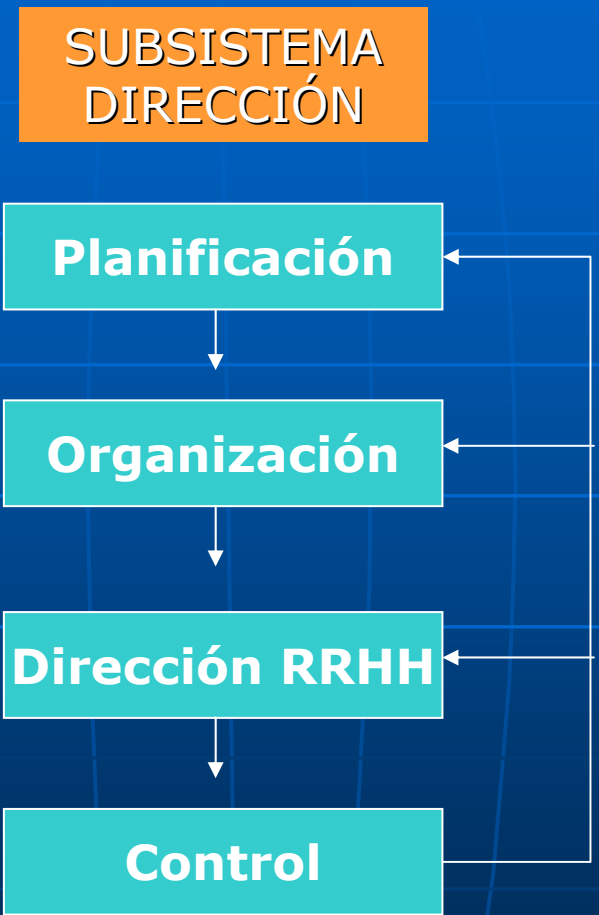 SUBSISTEMA
DIRECCIÓN
Planificación
Organización
Dirección RRHH
Control